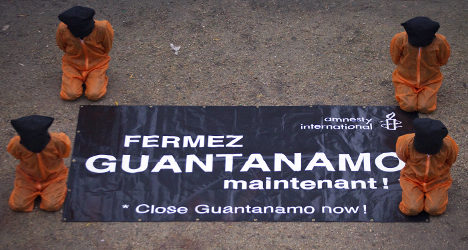 amnesty
international
FERMEZ
GUANTANAMO
maintenant!
* Close Guantanamo now!